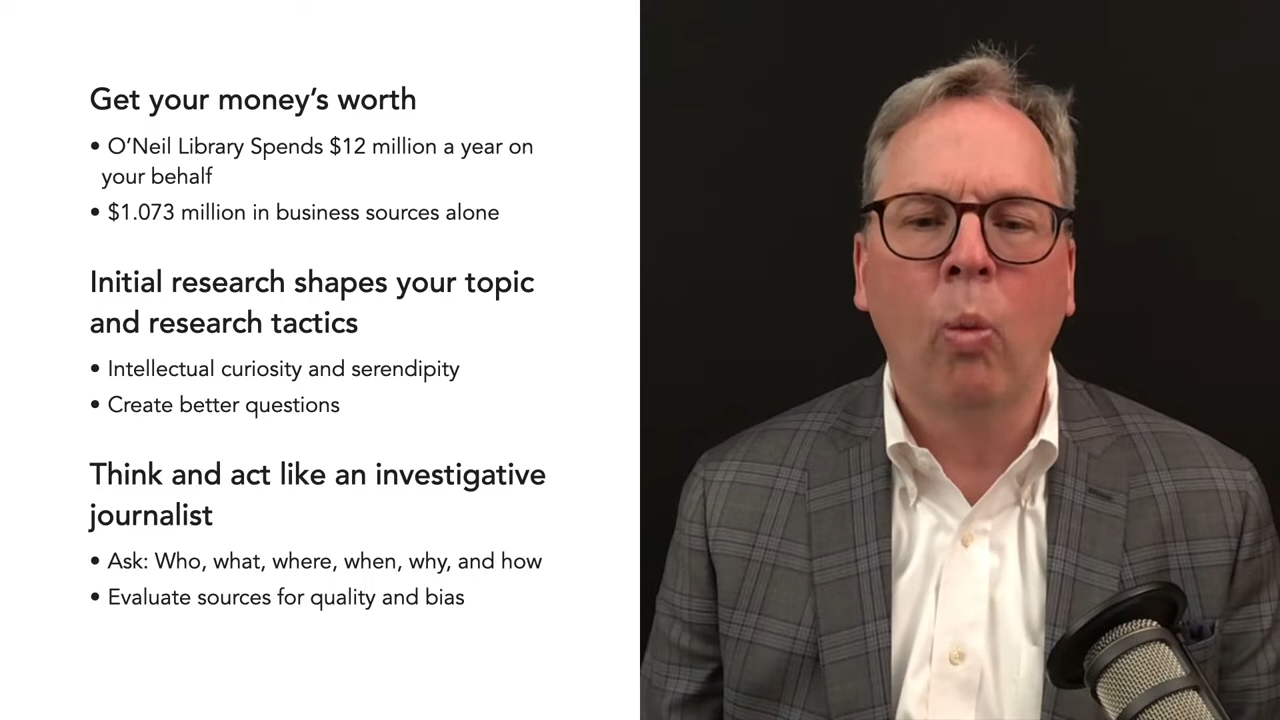 Get your money’s worth
• O’Neil Library Spends $12 million a year on
your behalf
• $1.073 million in business sources alone
Initial research shapes your topic
and research tactics
• Intellectual curiosity and serendipity
• Create better questions
Think and act like an investigative
journalist
• Ask: Who, what, where, when, why, and how
• Evaluate sources for quality and bias